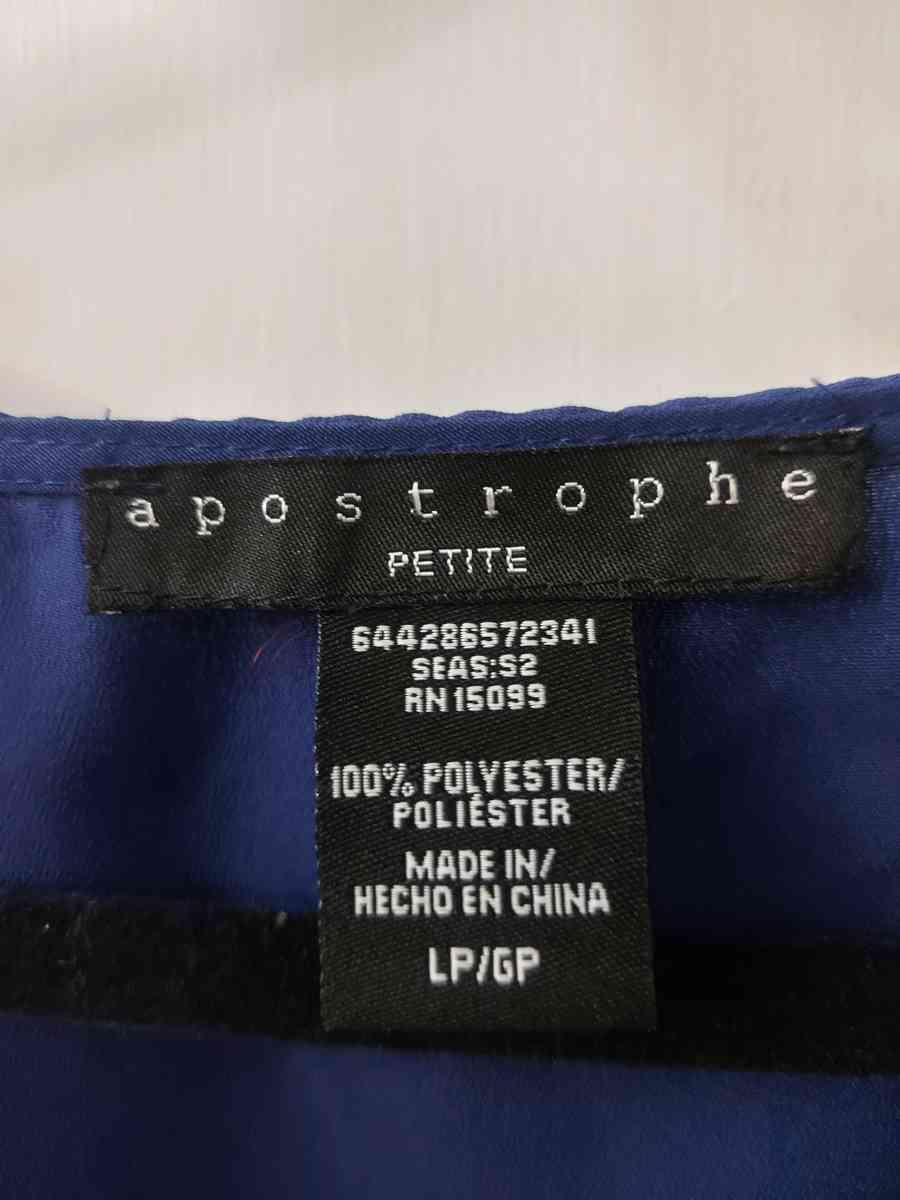 apostrophe
PETITE
644286572341
SEAS:S2
RN 15099
100% POLYESTER/
POLIÉSTER
MADE IN/
HECHO EN CHINA
LP/GP